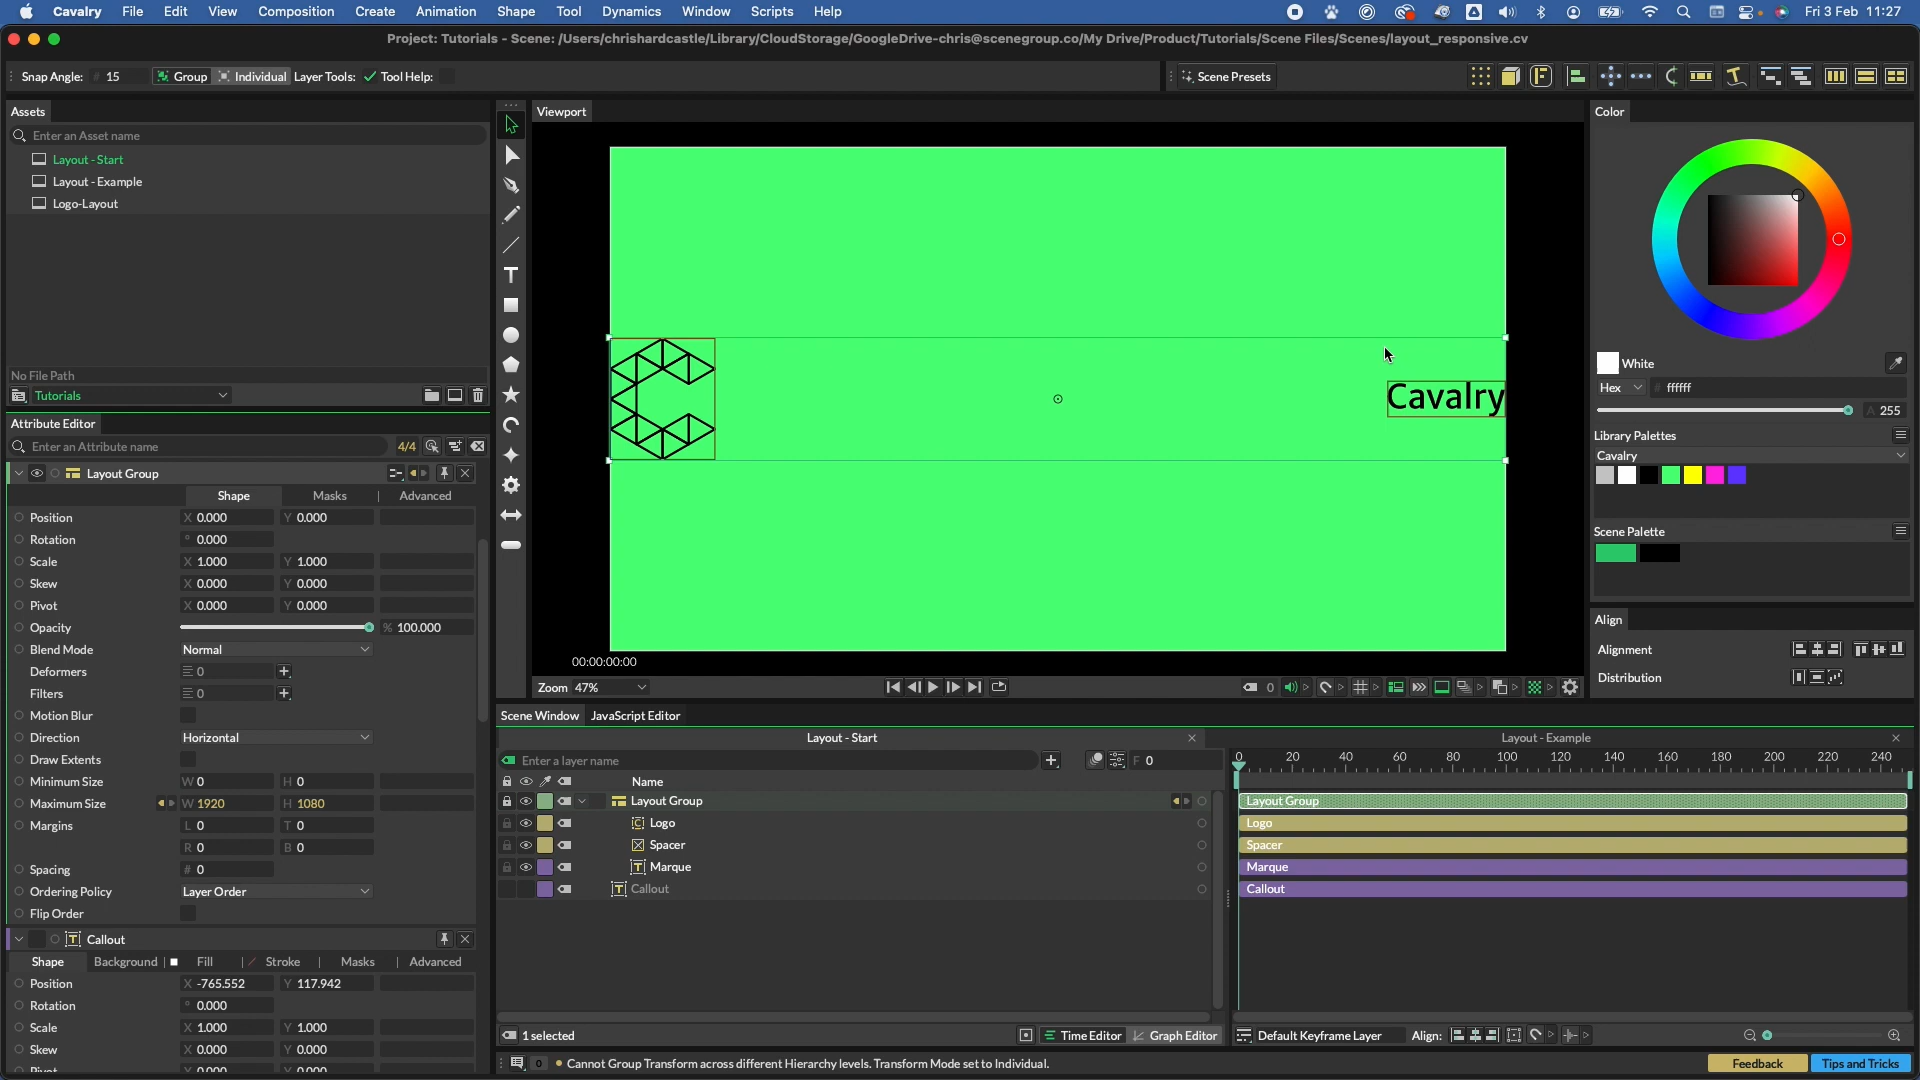 Cavalry File Edit View Composition Create Animation Shape Tool Dynamics Window Scripts Help Fri 3 Feb 11:27
Project: Tutorials - Scene: /Users/chrishardcastle/Library/CloudStorage/GoogleDrive-chris@scenegroup.co/My Drive/Product/Tutorials/Scene Files/Scenes/layout_responsive.cv
Snap Angle: 15 Group Individual Layer Tools: Tool Help: Scene Presets
Assets
Enter an Asset name
Layout - Start
Layout - Example
Logo-Layout
No File Path
Tutorials
Attribute Editor
Enter an Attribute name 4/4
Layout Group
Shape Masks Advanced
Position X 0.000 Y 0.000
Rotation ° 0.000
Scale X 1.000 Y 1.000
Skew X 0.000 Y 0.000
Pivot X 0.000 Y 0.000
Opacity % 100.000
Blend Mode Normal
Deformers 0 +
Filters 0 +
Motion Blur
Direction Horizontal
Draw Extents
Minimum Size W 0 H 0
Maximum Size W 1920 H 1080
Margins L 0 T 0
R 0 B 0
Spacing # 0
Ordering Policy Layer Order
Flip Order
Callout
Shape Background Fill Stroke Masks Advanced
Position X -765.552 Y 117.942
Rotation ° 0.000
Scale X 1.000 Y 1.000
Skew X 0.000 Y 0.000
Viewport
Cavalry
00:00:00:00
Zoom 47% 0
Color
White
Hex # ffffff
A 255
Library Palettes
Cavalry
Scene Palette
Align
Alignment
Distribution
Scene Window JavaScript Editor
Layout - Start Layout - Example
Enter a layer name F 0
0 20 40 60 80 100 120 140 160 180 200 220 240
Name
Layout Group Layout Group
Logo Logo
Spacer Spacer
Marque Marque
Callout Callout
1 selected Time Editor Graph Editor Default Keyframe Layer Align:
0 Cannot Group Transform across different Hierarchy levels. Transform Mode set to Individual. Feedback Tips and Tricks